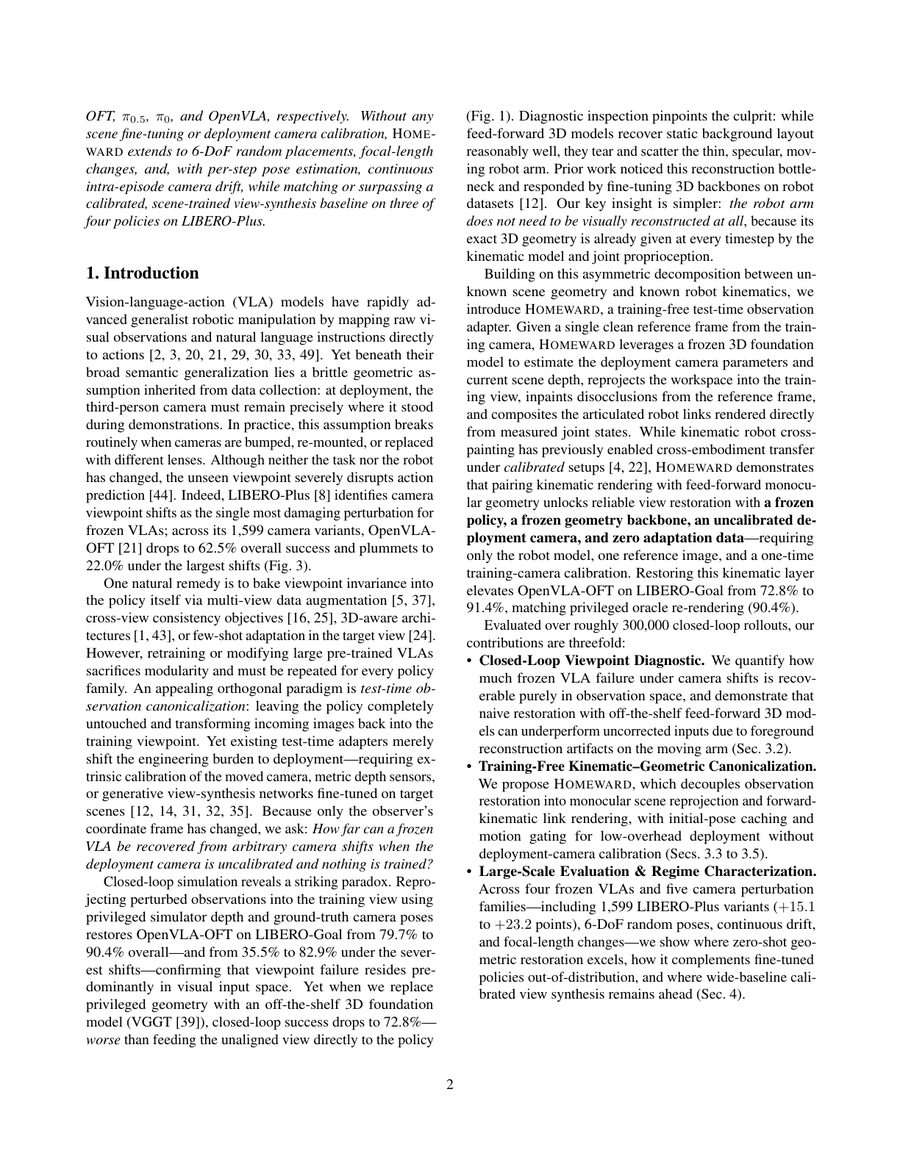 OFT, π0.5, π0, and OpenVLA, respectively. Without any
scene fine-tuning or deployment camera calibration, HOME-
WARD extends to 6-DoF random placements, focal-length
changes, and, with per-step pose estimation, continuous
intra-episode camera drift, while matching or surpassing a
calibrated, scene-trained view-synthesis baseline on three of
four policies on LIBERO-Plus.
1. Introduction
Vision-language-action (VLA) models have rapidly ad-
vanced generalist robotic manipulation by mapping raw vi-
sual observations and natural language instructions directly
to actions [2, 3, 20, 21, 29, 30, 33, 49]. Yet beneath their
broad semantic generalization lies a brittle geometric as-
sumption inherited from data collection: at deployment, the
third-person camera must remain precisely where it stood
during demonstrations. In practice, this assumption breaks
routinely when cameras are bumped, re-mounted, or replaced
with different lenses. Although neither the task nor the robot
has changed, the unseen viewpoint severely disrupts action
prediction [44]. Indeed, LIBERO-Plus [8] identifies camera
viewpoint shifts as the single most damaging perturbation for
frozen VLAs; across its 1,599 camera variants, OpenVLA-
OFT [21] drops to 62.5% overall success and plummets to
22.0% under the largest shifts (Fig. 3).
One natural remedy is to bake viewpoint invariance into
the policy itself via multi-view data augmentation [5, 37],
cross-view consistency objectives [16, 25], 3D-aware archi-
tectures [1, 43], or few-shot adaptation in the target view [24].
However, retraining or modifying large pre-trained VLAs
sacrifices modularity and must be repeated for every policy
family. An appealing orthogonal paradigm is test-time ob-
servation canonicalization: leaving the policy completely
untouched and transforming incoming images back into the
training viewpoint. Yet existing test-time adapters merely
shift the engineering burden to deployment—requiring ex-
trinsic calibration of the moved camera, metric depth sensors,
or generative view-synthesis networks fine-tuned on target
scenes [12, 14, 31, 32, 35]. Because only the observer's
coordinate frame has changed, we ask: How far can a frozen
VLA be recovered from arbitrary camera shifts when the
deployment camera is uncalibrated and nothing is trained?
Closed-loop simulation reveals a striking paradox. Repro-
jecting perturbed observations into the training view using
privileged simulator depth and ground-truth camera poses
restores OpenVLA-OFT on LIBERO-Goal from 79.7% to
90.4% overall—and from 35.5% to 82.9% under the sever-
est shifts—confirming that viewpoint failure resides pre-
dominantly in visual input space. Yet when we replace
privileged geometry with an off-the-shelf 3D foundation
model (VGGT [39]), closed-loop success drops to 72.8%—
worse than feeding the unaligned view directly to the policy
(Fig. 1). Diagnostic inspection pinpoints the culprit: while
feed-forward 3D models recover static background layout
reasonably well, they tear and scatter the thin, specular, mov-
ing robot arm. Prior work noticed this reconstruction bottle-
neck and responded by fine-tuning 3D backbones on robot
datasets [12]. Our key insight is simpler: the robot arm
does not need to be visually reconstructed at all, because its
exact 3D geometry is already given at every timestep by the
kinematic model and joint proprioception.
Building on this asymmetric decomposition between un-
known scene geometry and known robot kinematics, we
introduce HOMEWARD, a training-free test-time observation
adapter. Given a single clean reference frame from the train-
ing camera, HOMEWARD leverages a frozen 3D foundation
model to estimate the deployment camera parameters and
current scene depth, reprojects the workspace into the train-
ing view, inpaints disocclusions from the reference frame,
and composites the articulated robot links rendered directly
from measured joint states. While kinematic robot cross-
painting has previously enabled cross-embodiment transfer
under calibrated setups [4, 22], HOMEWARD demonstrates
that pairing kinematic rendering with feed-forward monocu-
lar geometry unlocks reliable view restoration with a frozen
policy, a frozen geometry backbone, an uncalibrated de-
ployment camera, and zero adaptation data—requiring
only the robot model, one reference image, and a one-time
training-camera calibration. Restoring this kinematic layer
elevates OpenVLA-OFT on LIBERO-Goal from 72.8% to
91.4%, matching privileged oracle re-rendering (90.4%).
Evaluated over roughly 300,000 closed-loop rollouts, our
contributions are threefold:
• Closed-Loop Viewpoint Diagnostic. We quantify how
much frozen VLA failure under camera shifts is recov-
erable purely in observation space, and demonstrate that
naive restoration with off-the-shelf feed-forward 3D mod-
els can underperform uncorrected inputs due to foreground
reconstruction artifacts on the moving arm (Sec. 3.2).
• Training-Free Kinematic–Geometric Canonicalization.
We propose HOMEWARD, which decouples observation
restoration into monocular scene reprojection and forward-
kinematic link rendering, with initial-pose caching and
motion gating for low-overhead deployment without
deployment-camera calibration (Secs. 3.3 to 3.5).
• Large-Scale Evaluation & Regime Characterization.
Across four frozen VLAs and five camera perturbation
families—including 1,599 LIBERO-Plus variants (+15.1
to +23.2 points), 6-DoF random poses, continuous drift,
and focal-length changes—we show where zero-shot geo-
metric restoration excels, how it complements fine-tuned
policies out-of-distribution, and where wide-baseline cali-
brated view synthesis remains ahead (Sec. 4).
2